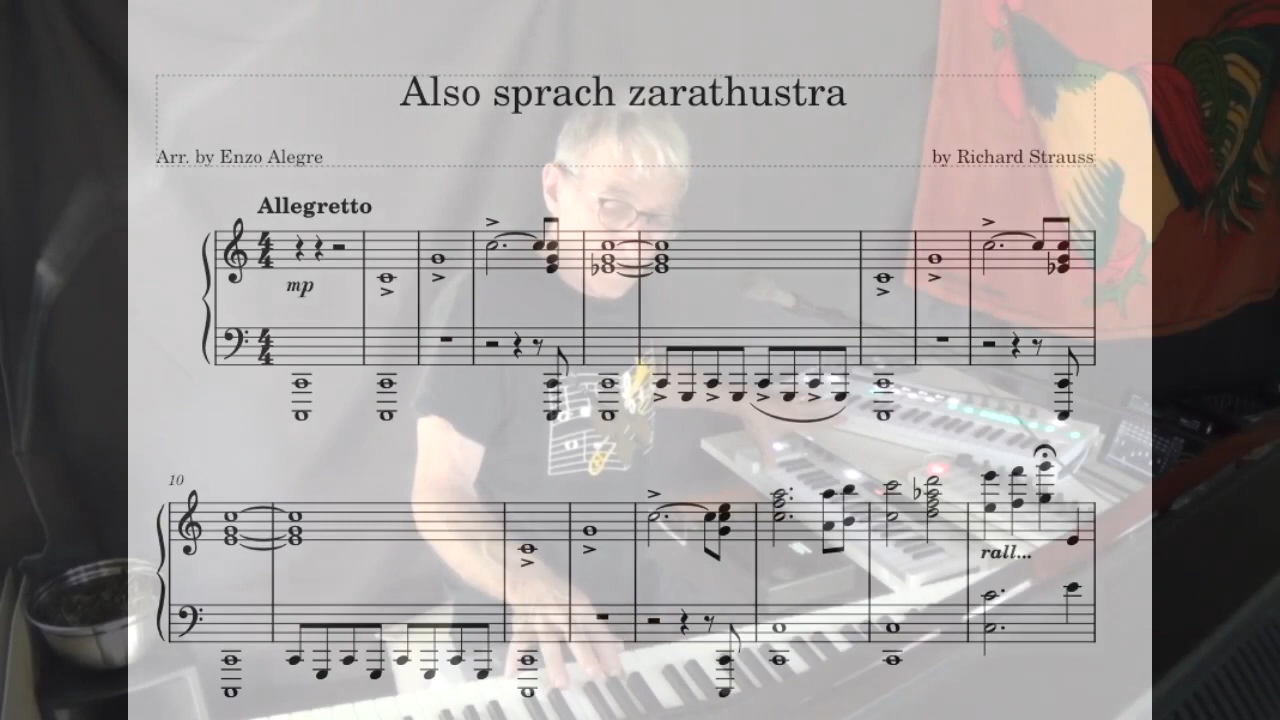 Also sprach zarathustra
Arr. by Enzo Alegre
by Richard Strauss
Allegretto
mp
10
rall...